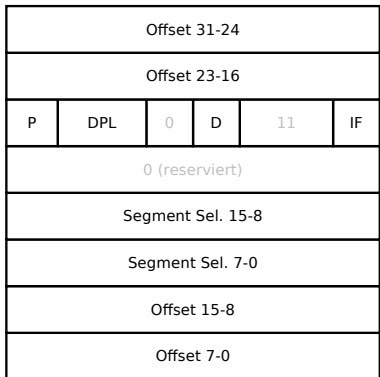 Offset 31-24
Offset 23-16
P DPL 0 D 11 IF
0 (reserviert)
Segment Sel. 15-8
Segment Sel. 7-0
Offset 15-8
Offset 7-0